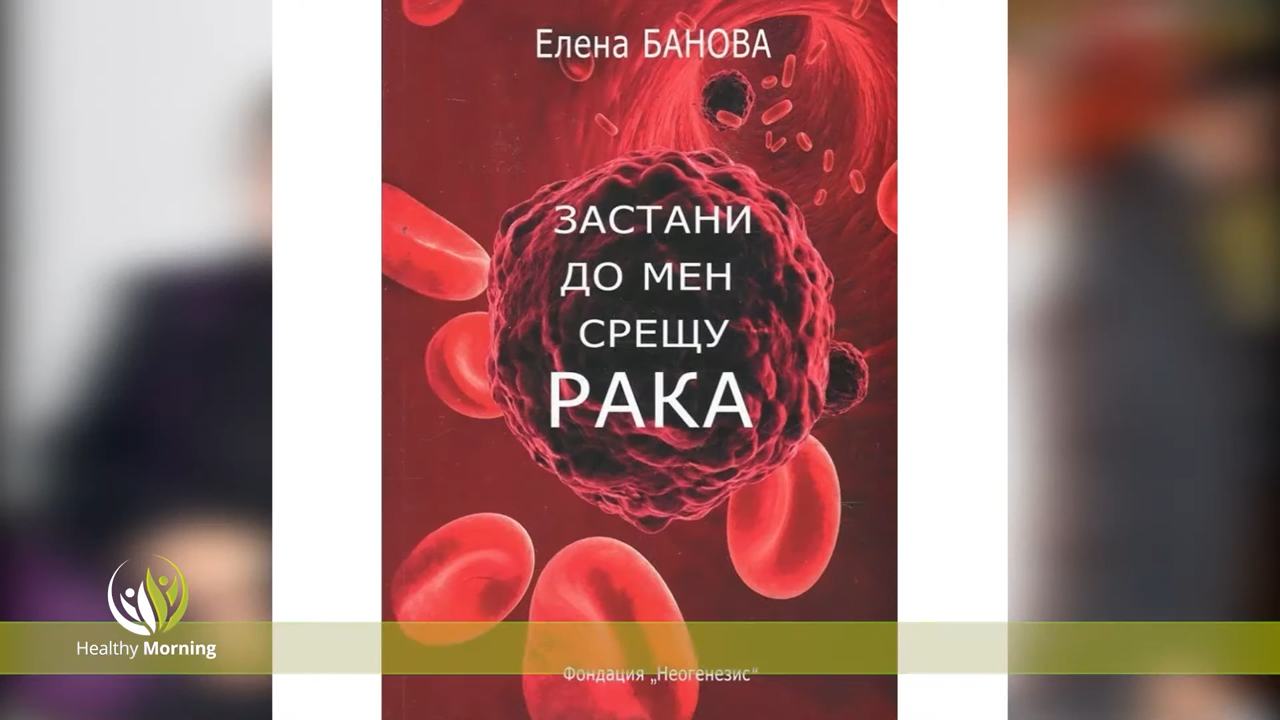 Елена БАНОВА
ЗАСТАНИ
ДО МЕН
СРЕЩУ
РАКА
Фондация „Неогенезис“
Healthy Morning